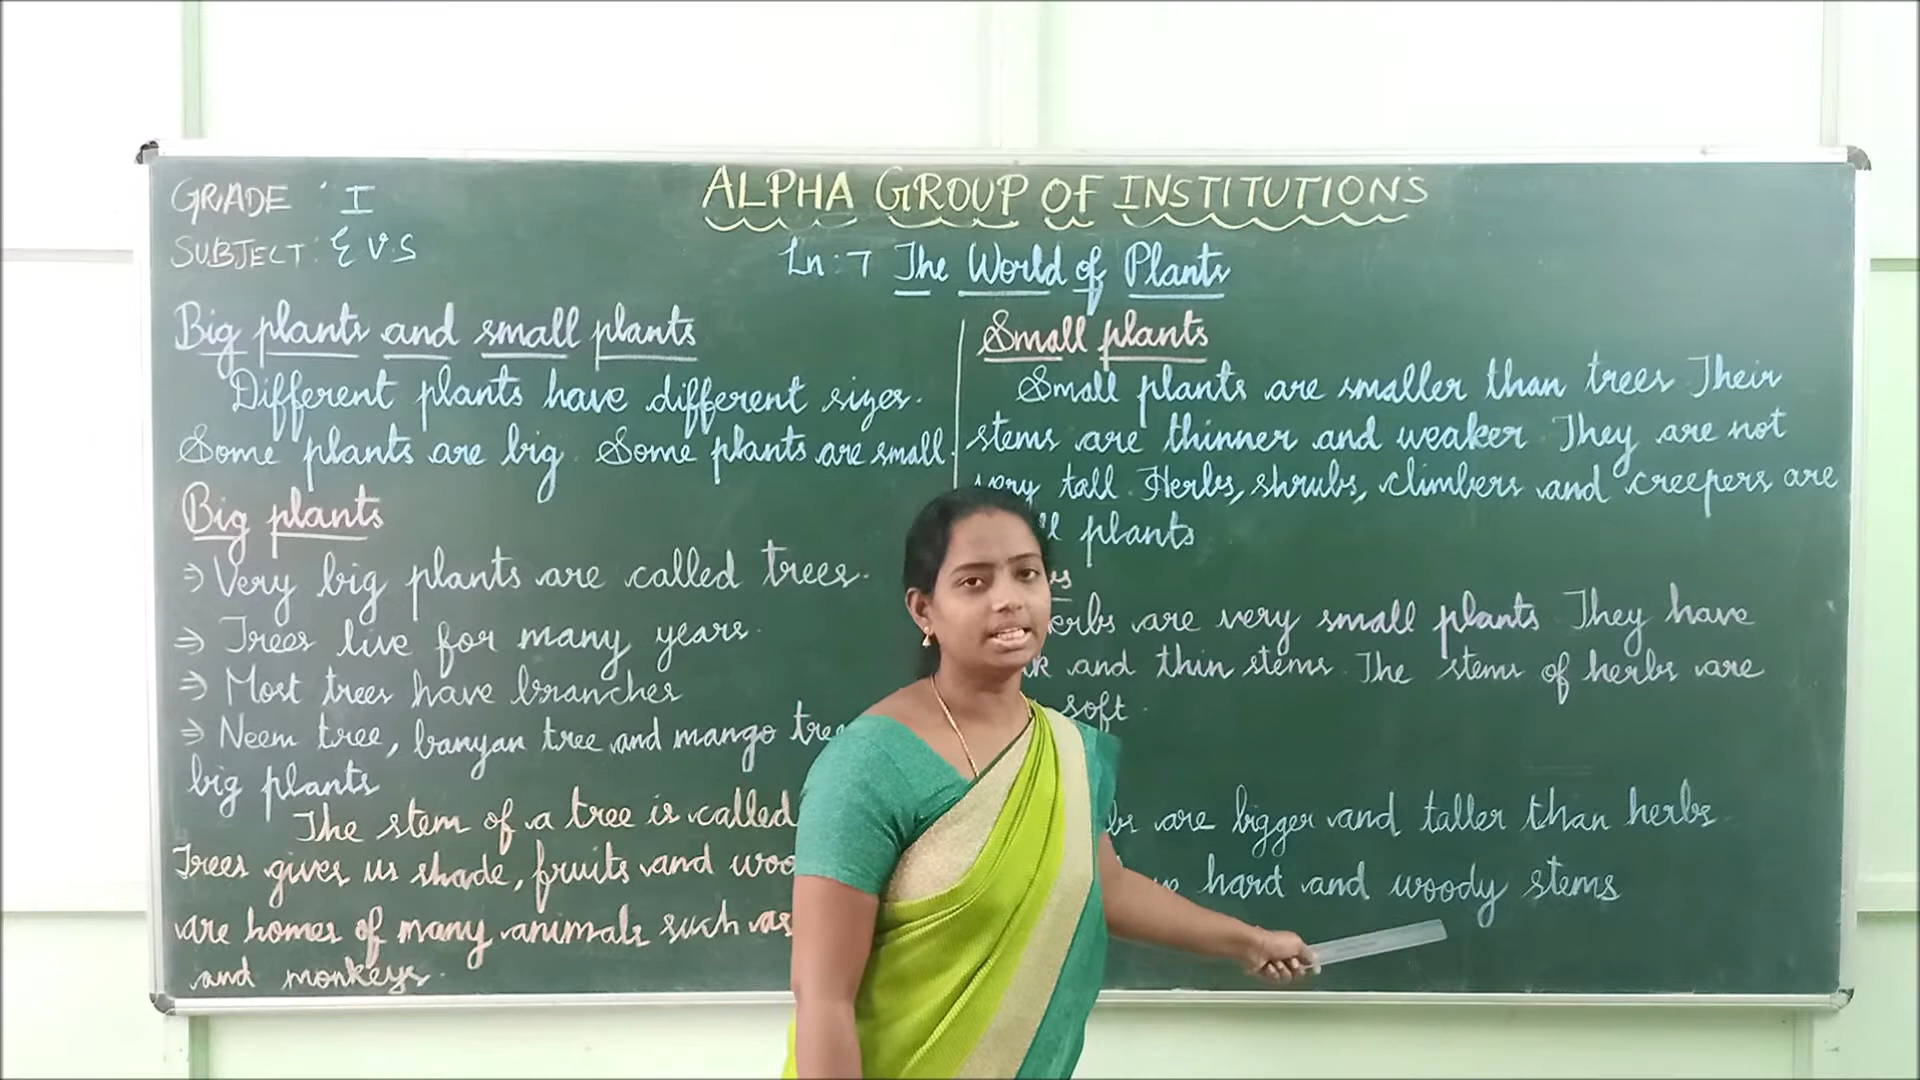 GRADE : I
ALPHA GROUP OF INSTITUTIONS
SUBJECT: EVS
Ln: 7 The World of Plants
Big plants and small plants
Different plants have different sizes.
Some plants are big. Some plants are small.
Big plants
⇒ Very big plants are called trees.
⇒ Trees live for many years.
⇒ Most trees have branches
⇒ Neem tree, banyan tree and mango
big plants
The stem of a tree is called
Trees gives us shade, fruits and
are homes of many animals such as
and monkeys.
Small plants
Small plants are smaller than trees Their
stems are thinner and weaker They are not
very tall. Herbs, shrubs, climbers and creepers are
plants
are very small plants They have
and thin stems. The stems of herbs are
soft.
are bigger and taller than herbs.
hard and woody stems